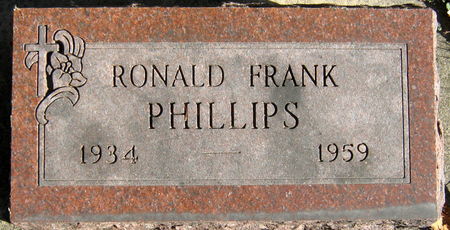 RONALD FRANK
PHILLIPS
1934 — 1959